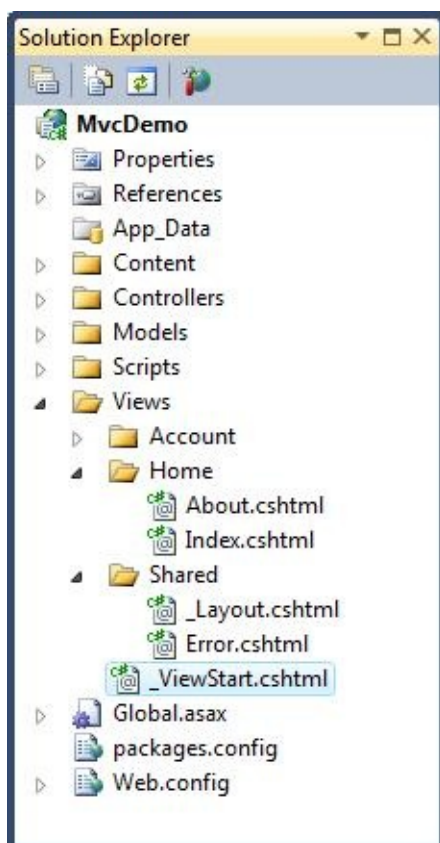 Solution Explorer
MvcDemo
Properties
References
App_Data
Content
Controllers
Models
Scripts
Views
Account
Home
About.cshtml
Index.cshtml
Shared
_Layout.cshtml
Error.cshtml
_ViewStart.cshtml
Global.asax
packages.config
Web.config